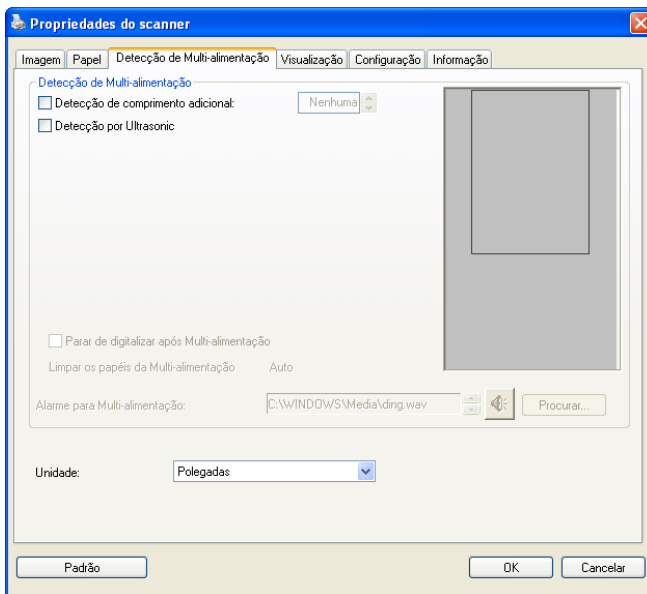 Propriedades do scanner
Imagem Papel Detecção de Multi-alimentação Visualização Configuração Informação
Detecção de Multi-alimentação
Detecção de comprimento adicional: Nenhuma
Detecção por Ultrasonic
Parar de digitalizar após Multi-alimentação
Limpar os papéis da Multi-alimentação Auto
Alarme para Multi-alimentação: C:\WINDOWS\Media\ding.wav Procurar...
Unidade: Polegadas
Padrão OK Cancelar